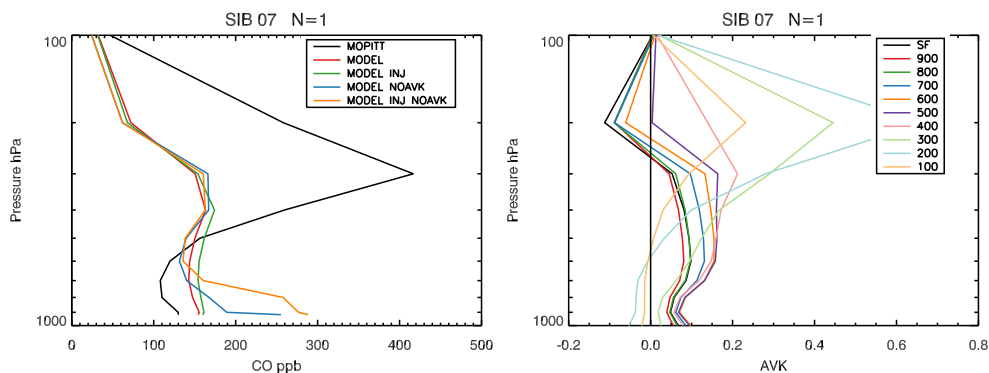 SIB 07 N=1
100
1000
Pressure hPa
0 100 200 300 400 500
CO ppb
MOPITT
MODEL
MODEL INJ
MODEL NOAVK
MODEL INJ NOAVK
SIB 07 N=1
100
1000
Pressure hPa
-0.2 0.0 0.2 0.4 0.6 0.8
AVK
SF
900
800
700
600
500
400
300
200
100